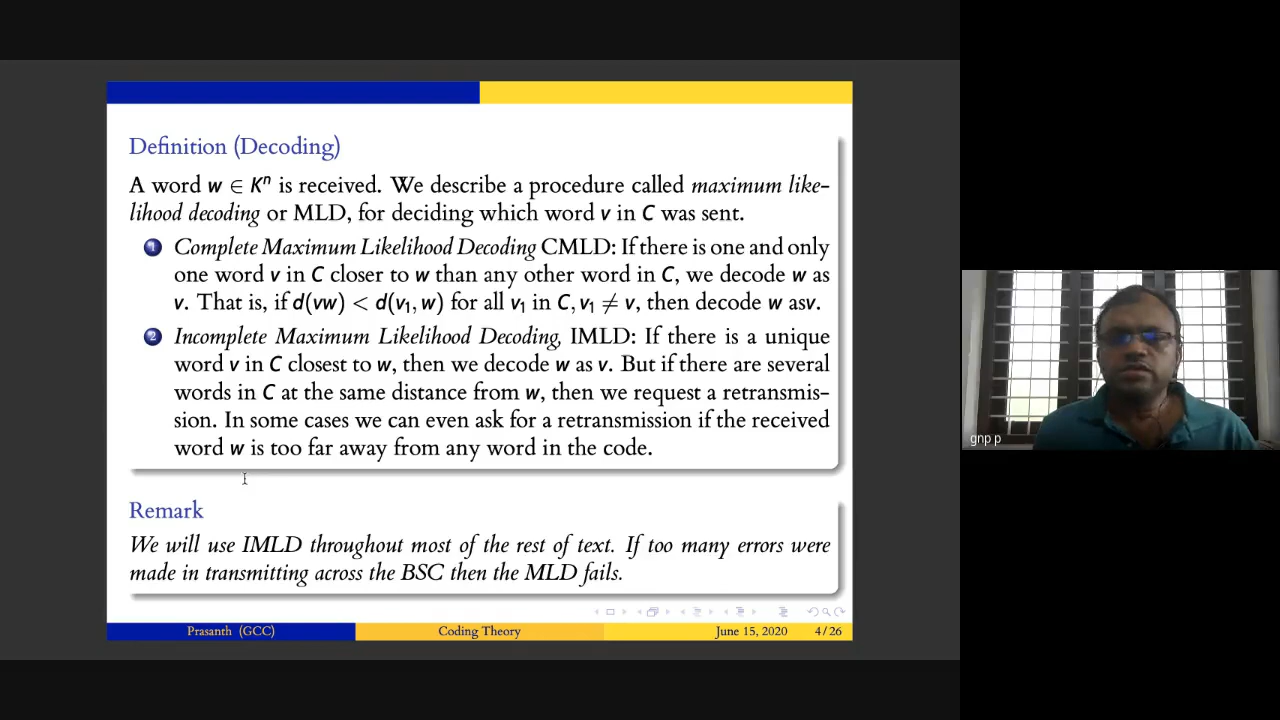 Definition (Decoding)
A word w ∈ Kⁿ is received. We describe a procedure called maximum like-
lihood decoding or MLD, for deciding which word v in C was sent.
1 Complete Maximum Likelihood Decoding CMLD: If there is one and only
one word v in C closer to w than any other word in C, we decode w as
v. That is, if d(vw) < d(v₁, w) for all v₁ in C, v₁ ≠ v, then decode w asv.
2 Incomplete Maximum Likelihood Decoding, IMLD: If there is a unique
word v in C closest to w, then we decode w as v. But if there are several
words in C at the same distance from w, then we request a retransmis-
sion. In some cases we can even ask for a retransmission if the received
word w is too far away from any word in the code.
Remark
We will use IMLD throughout most of the rest of text. If too many errors were
made in transmitting across the BSC then the MLD fails.
Prasanth (GCC) Coding Theory June 15, 2020 4/26
gnp p